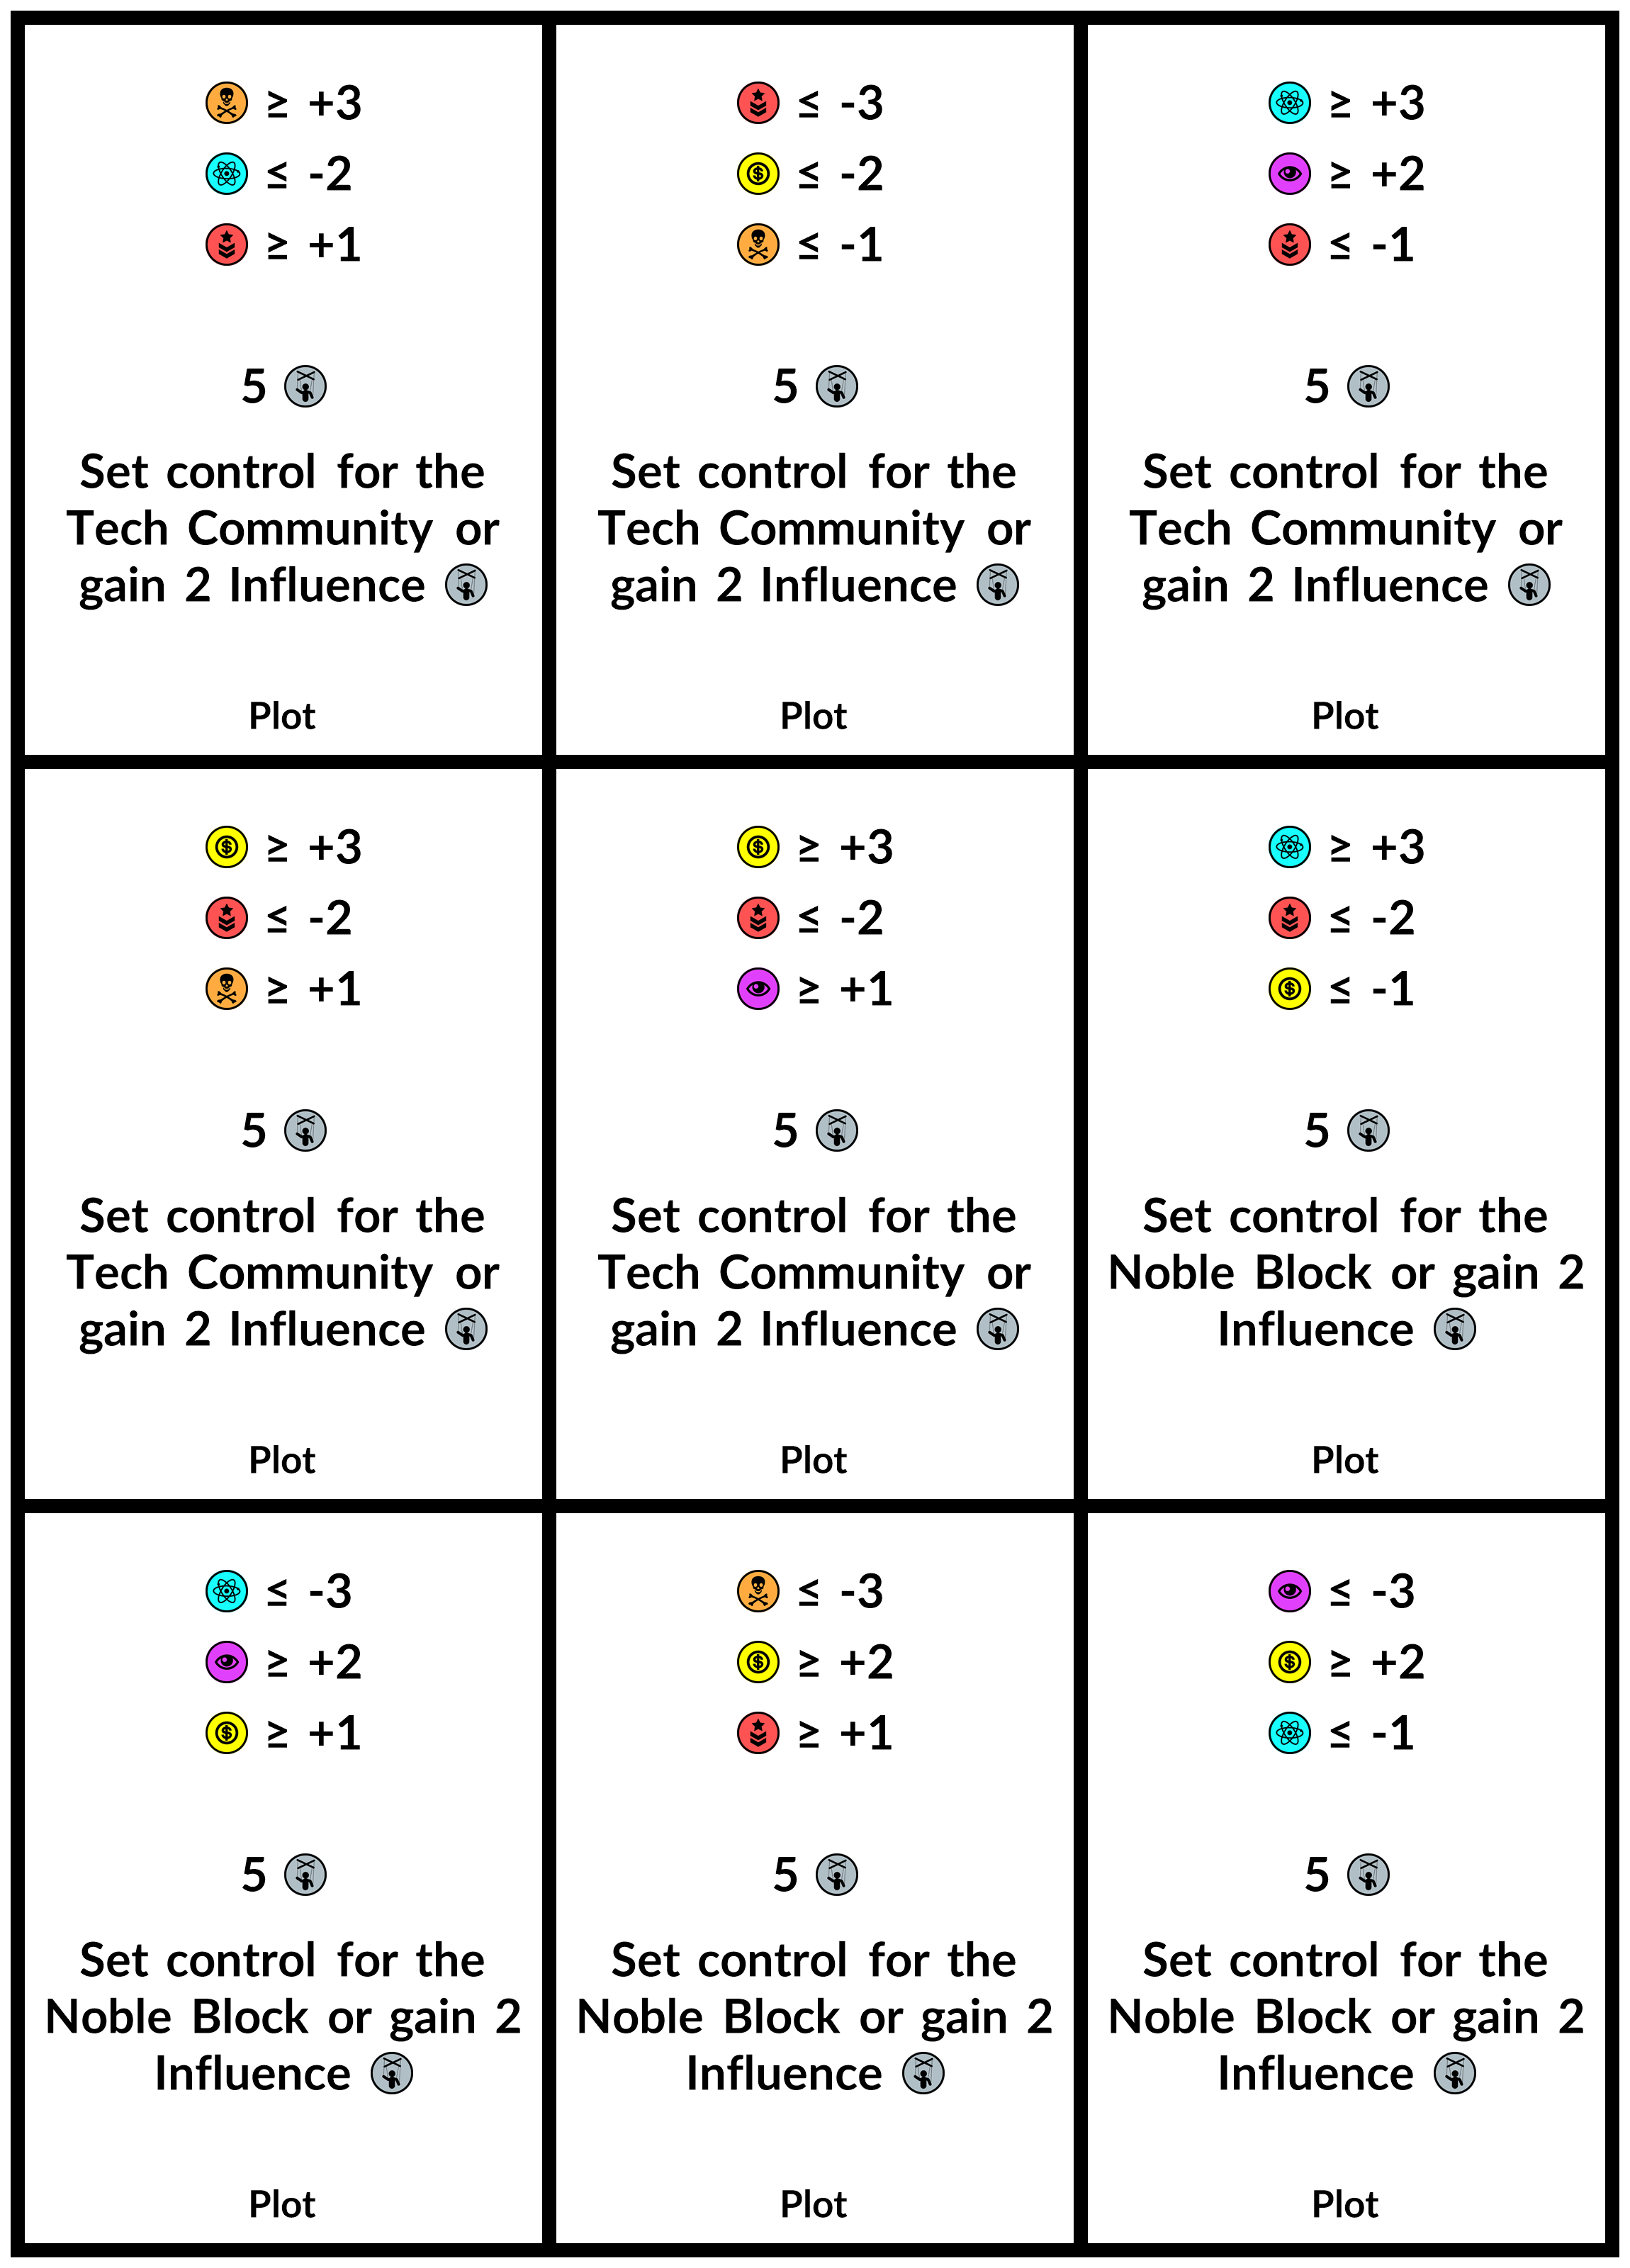 ≥ +3
≤ -2
≥ +1
5
Set control for the
Tech Community or
gain 2 Influence
Plot
≤ -3
≤ -2
≤ -1
5
Set control for the
Tech Community or
gain 2 Influence
Plot
≥ +3
≥ +2
≤ -1
5
Set control for the
Tech Community or
gain 2 Influence
Plot
≥ +3
≤ -2
≥ +1
5
Set control for the
Tech Community or
gain 2 Influence
Plot
≥ +3
≤ -2
≥ +1
5
Set control for the
Tech Community or
gain 2 Influence
Plot
≥ +3
≤ -2
≤ -1
5
Set control for the
Noble Block or gain 2
Influence
Plot
≤ -3
≥ +2
≥ +1
5
Set control for the
Noble Block or gain 2
Influence
Plot
≤ -3
≥ +2
≥ +1
5
Set control for the
Noble Block or gain 2
Influence
Plot
≤ -3
≥ +2
≤ -1
5
Set control for the
Noble Block or gain 2
Influence
Plot